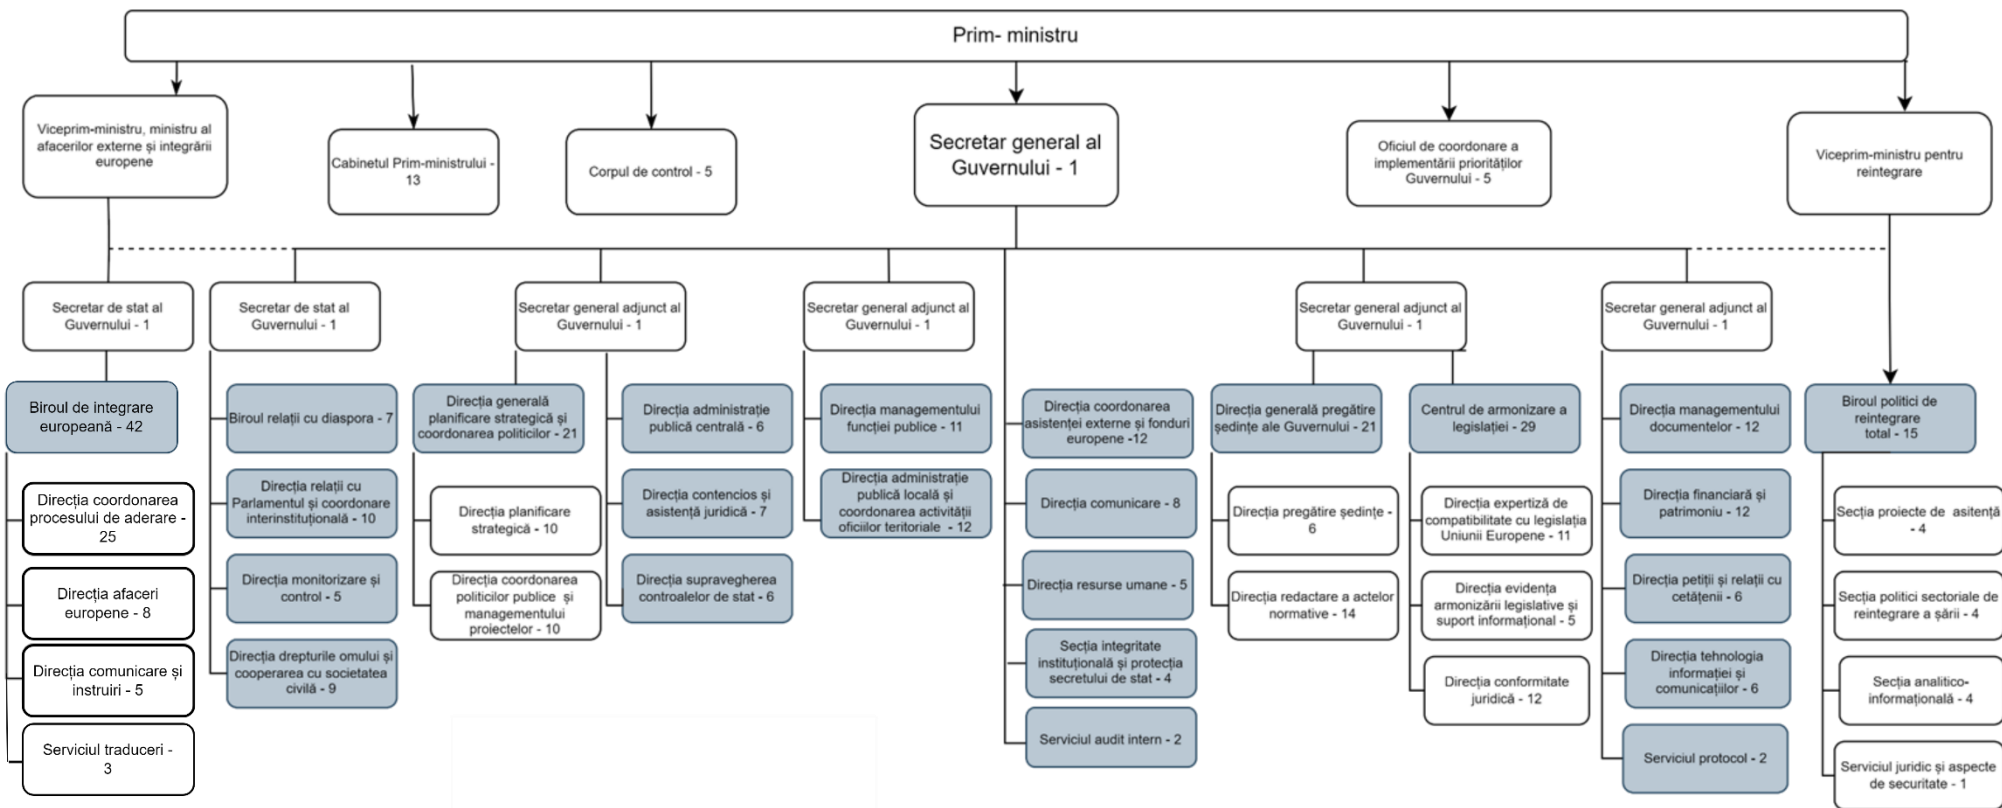 Prim- ministru
Viceprim-ministru, ministru al
afacerilor externe și integrării
europene
Cabinetul Prim-ministrului -
13
Corpul de control - 5
Secretar general al
Guvernului - 1
Oficiul de coordonare a
implementării priorităților
Guvernului - 5
Viceprim-ministru pentru
reintegrare
Secretar de stat al
Guvernului - 1
Secretar de stat al
Guvernului - 1
Secretar general adjunct al
Guvernului - 1
Secretar general adjunct al
Guvernului - 1
Secretar general adjunct al
Guvernului - 1
Secretar general adjunct al
Guvernului - 1
Biroul de integrare
europeană - 42
Direcția coordonarea
procesului de aderare -
25
Direcția afaceri
europene - 8
Direcția comunicare și
instruiri - 5
Serviciul traduceri -
3
Biroul relații cu diaspora - 7
Direcția relații cu
Parlamentul și coordonare
interinstituțională - 10
Direcția monitorizare și
control - 5
Direcția drepturile omului și
cooperarea cu societatea
civilă - 9
Direcția generală
planificare strategică și
coordonarea politicilor - 21
Direcția planificare
strategică - 10
Direcția coordonarea
politicilor publice și
managementului
proiectelor - 10
Direcția administrație
publică centrală - 6
Direcția contencios și
asistență juridică - 7
Direcția supravegherea
controalelor de stat - 6
Direcția managementului
funcției publice - 11
Direcția administrație
publică locală și
coordonarea activității
oficiilor teritoriale - 12
Direcția coordonarea
asistenței externe și fonduri
europene -12
Direcția comunicare - 8
Direcția resurse umane - 5
Secția integritate
instituțională și protecția
secretului de stat - 4
Serviciul audit intern - 2
Direcția generală pregătire
ședințe ale Guvernului - 21
Direcția pregătire ședințe -
6
Direcția redactare a actelor
normative - 14
Centrul de armonizare a
legislației - 29
Direcția expertiză de
compatibilitate cu legislația
Uniunii Europene - 11
Direcția evidența
armonizării legislative și
suport informațional - 5
Direcția conformitate
juridică - 12
Direcția managementului
documentelor - 12
Direcția financiară și
patrimoniu - 12
Direcția petiții și relații cu
cetățenii - 6
Direcția tehnologia
informației și
comunicațiilor - 6
Serviciul protocol - 2
Biroul politici de
reintegrare
total - 15
Secția proiecte de asitență
- 4
Secția politici sectoriale de
reintegrare a șării - 4
Secția analitico-
informațională - 4
Serviciul juridic și aspecte
de securitate - 1